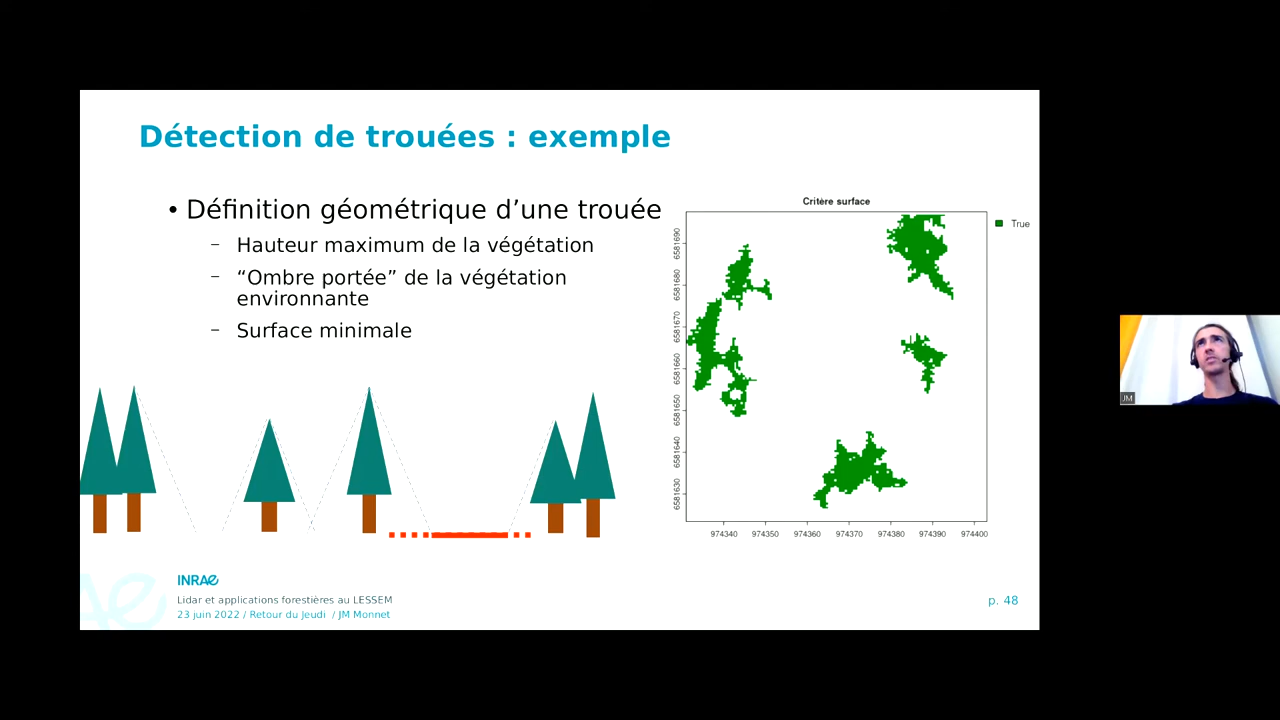 Détection de trouées : exemple
• Définition géométrique d’une trouée
– Hauteur maximum de la végétation
– “Ombre portée” de la végétation
environnante
– Surface minimale
Critère surface
True
6581690
6581680
6581670
6581660
6581650
6581640
6581630
974340 974350 974360 974370 974380 974390 974400
JM
INRAE
Lidar et applications forestières au LESSEM
23 juin 2022 / Retour du Jeudi / JM Monnet
p. 48